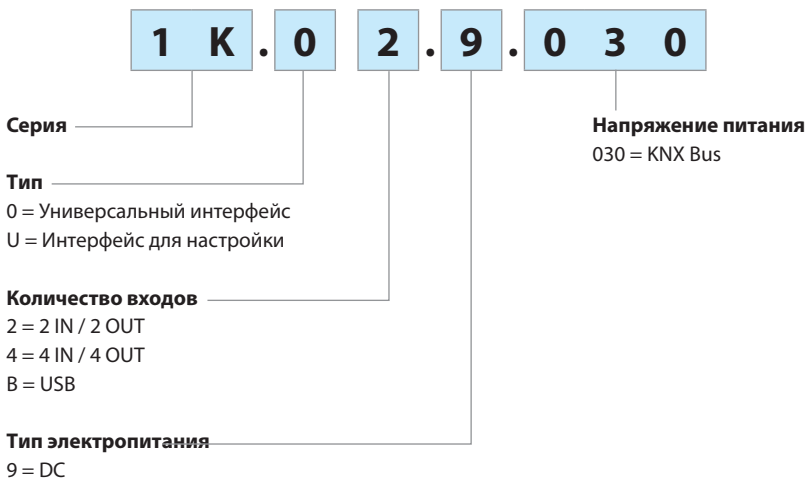 1 K . 0 2 . 9 . 0 3 0
Серия
Напряжение питания
030 = KNX Bus
Тип
0 = Универсальный интерфейс
U = Интерфейс для настройки
Количество входов
2 = 2 IN / 2 OUT
4 = 4 IN / 4 OUT
B = USB
Тип электропитания
9 = DC